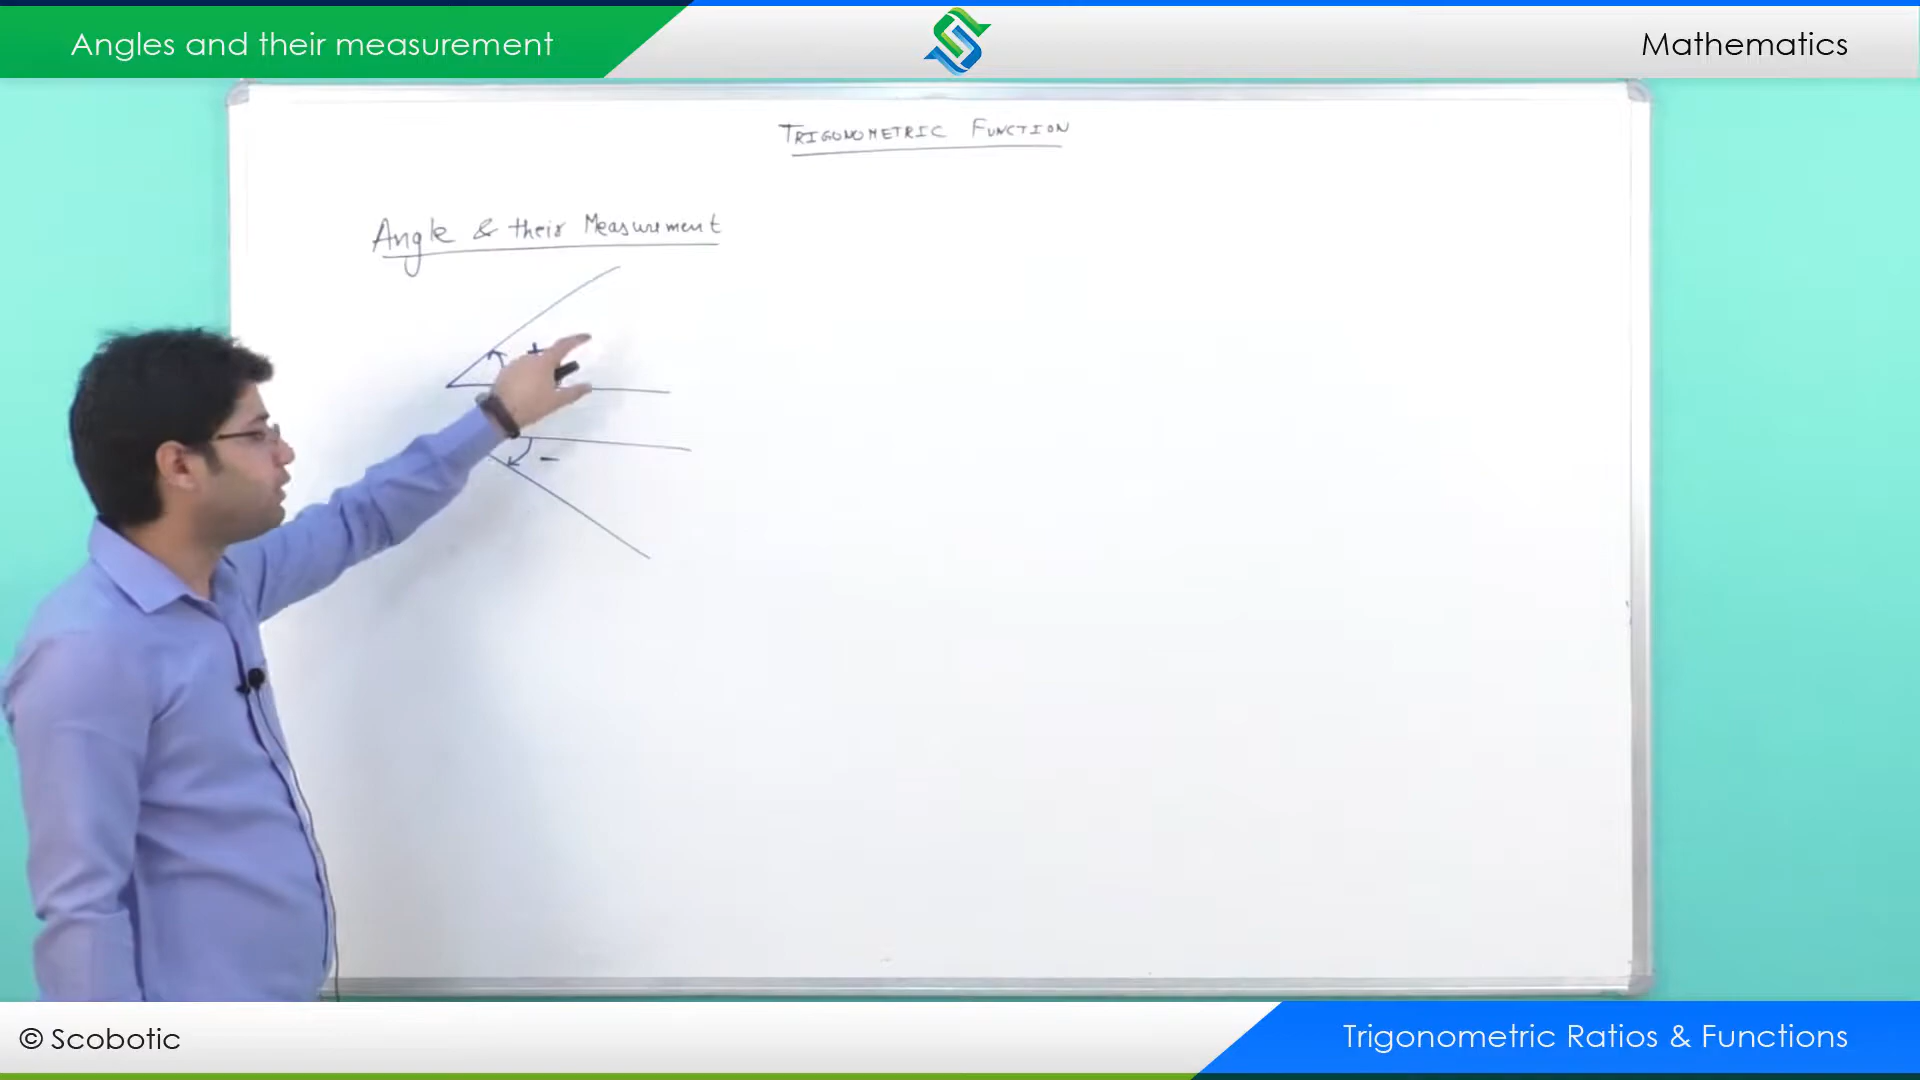 Angles and their measurement
Mathematics
TRIGONOMETRIC FUNCTION
Angle & their Measurement
+
-
© Scobotic
Trigonometric Ratios & Functions